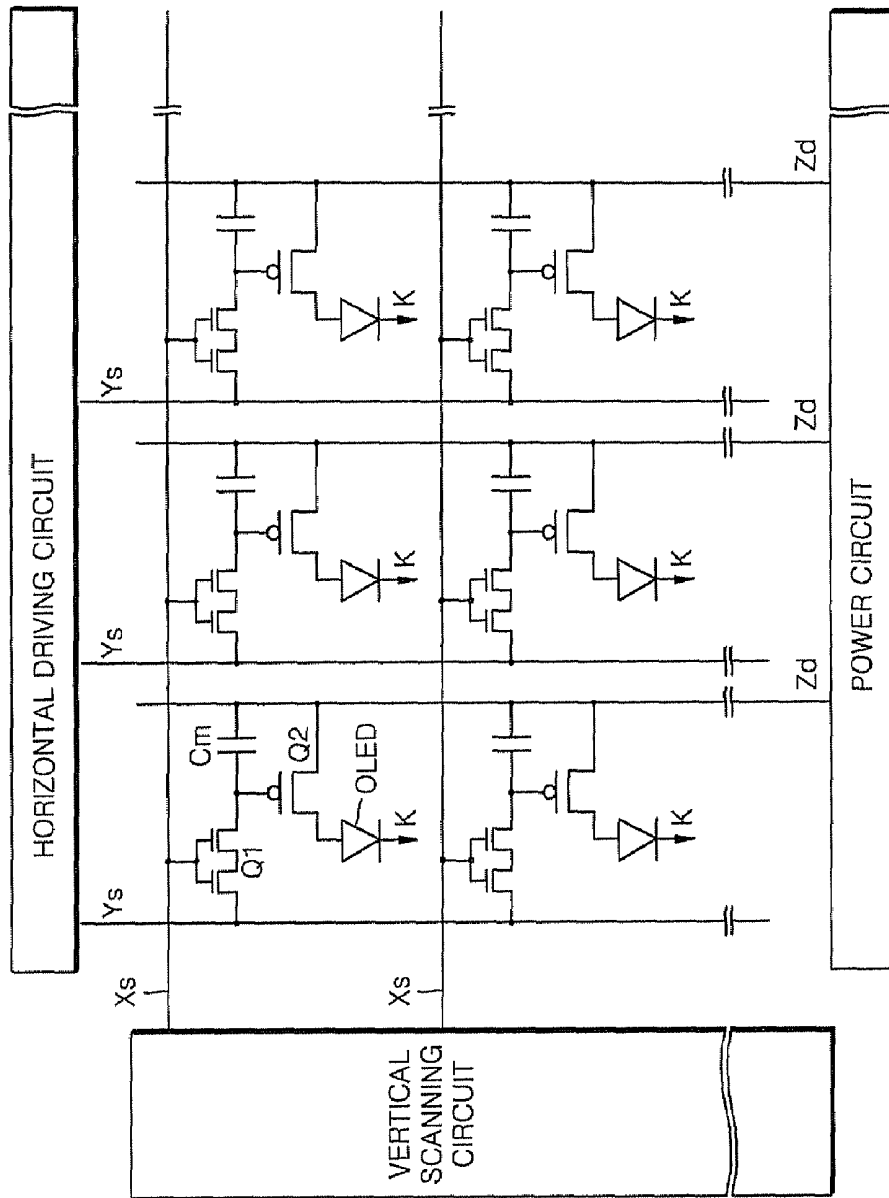 HORIZONTAL DRIVING CIRCUIT
Ys
Ys
Ys
Xs
Cm
Q1
Q2
OLED
K
K
K
Xs
K
K
K
Zd
Zd
Zd
VERTICAL
SCANNING
CIRCUIT
POWER CIRCUIT